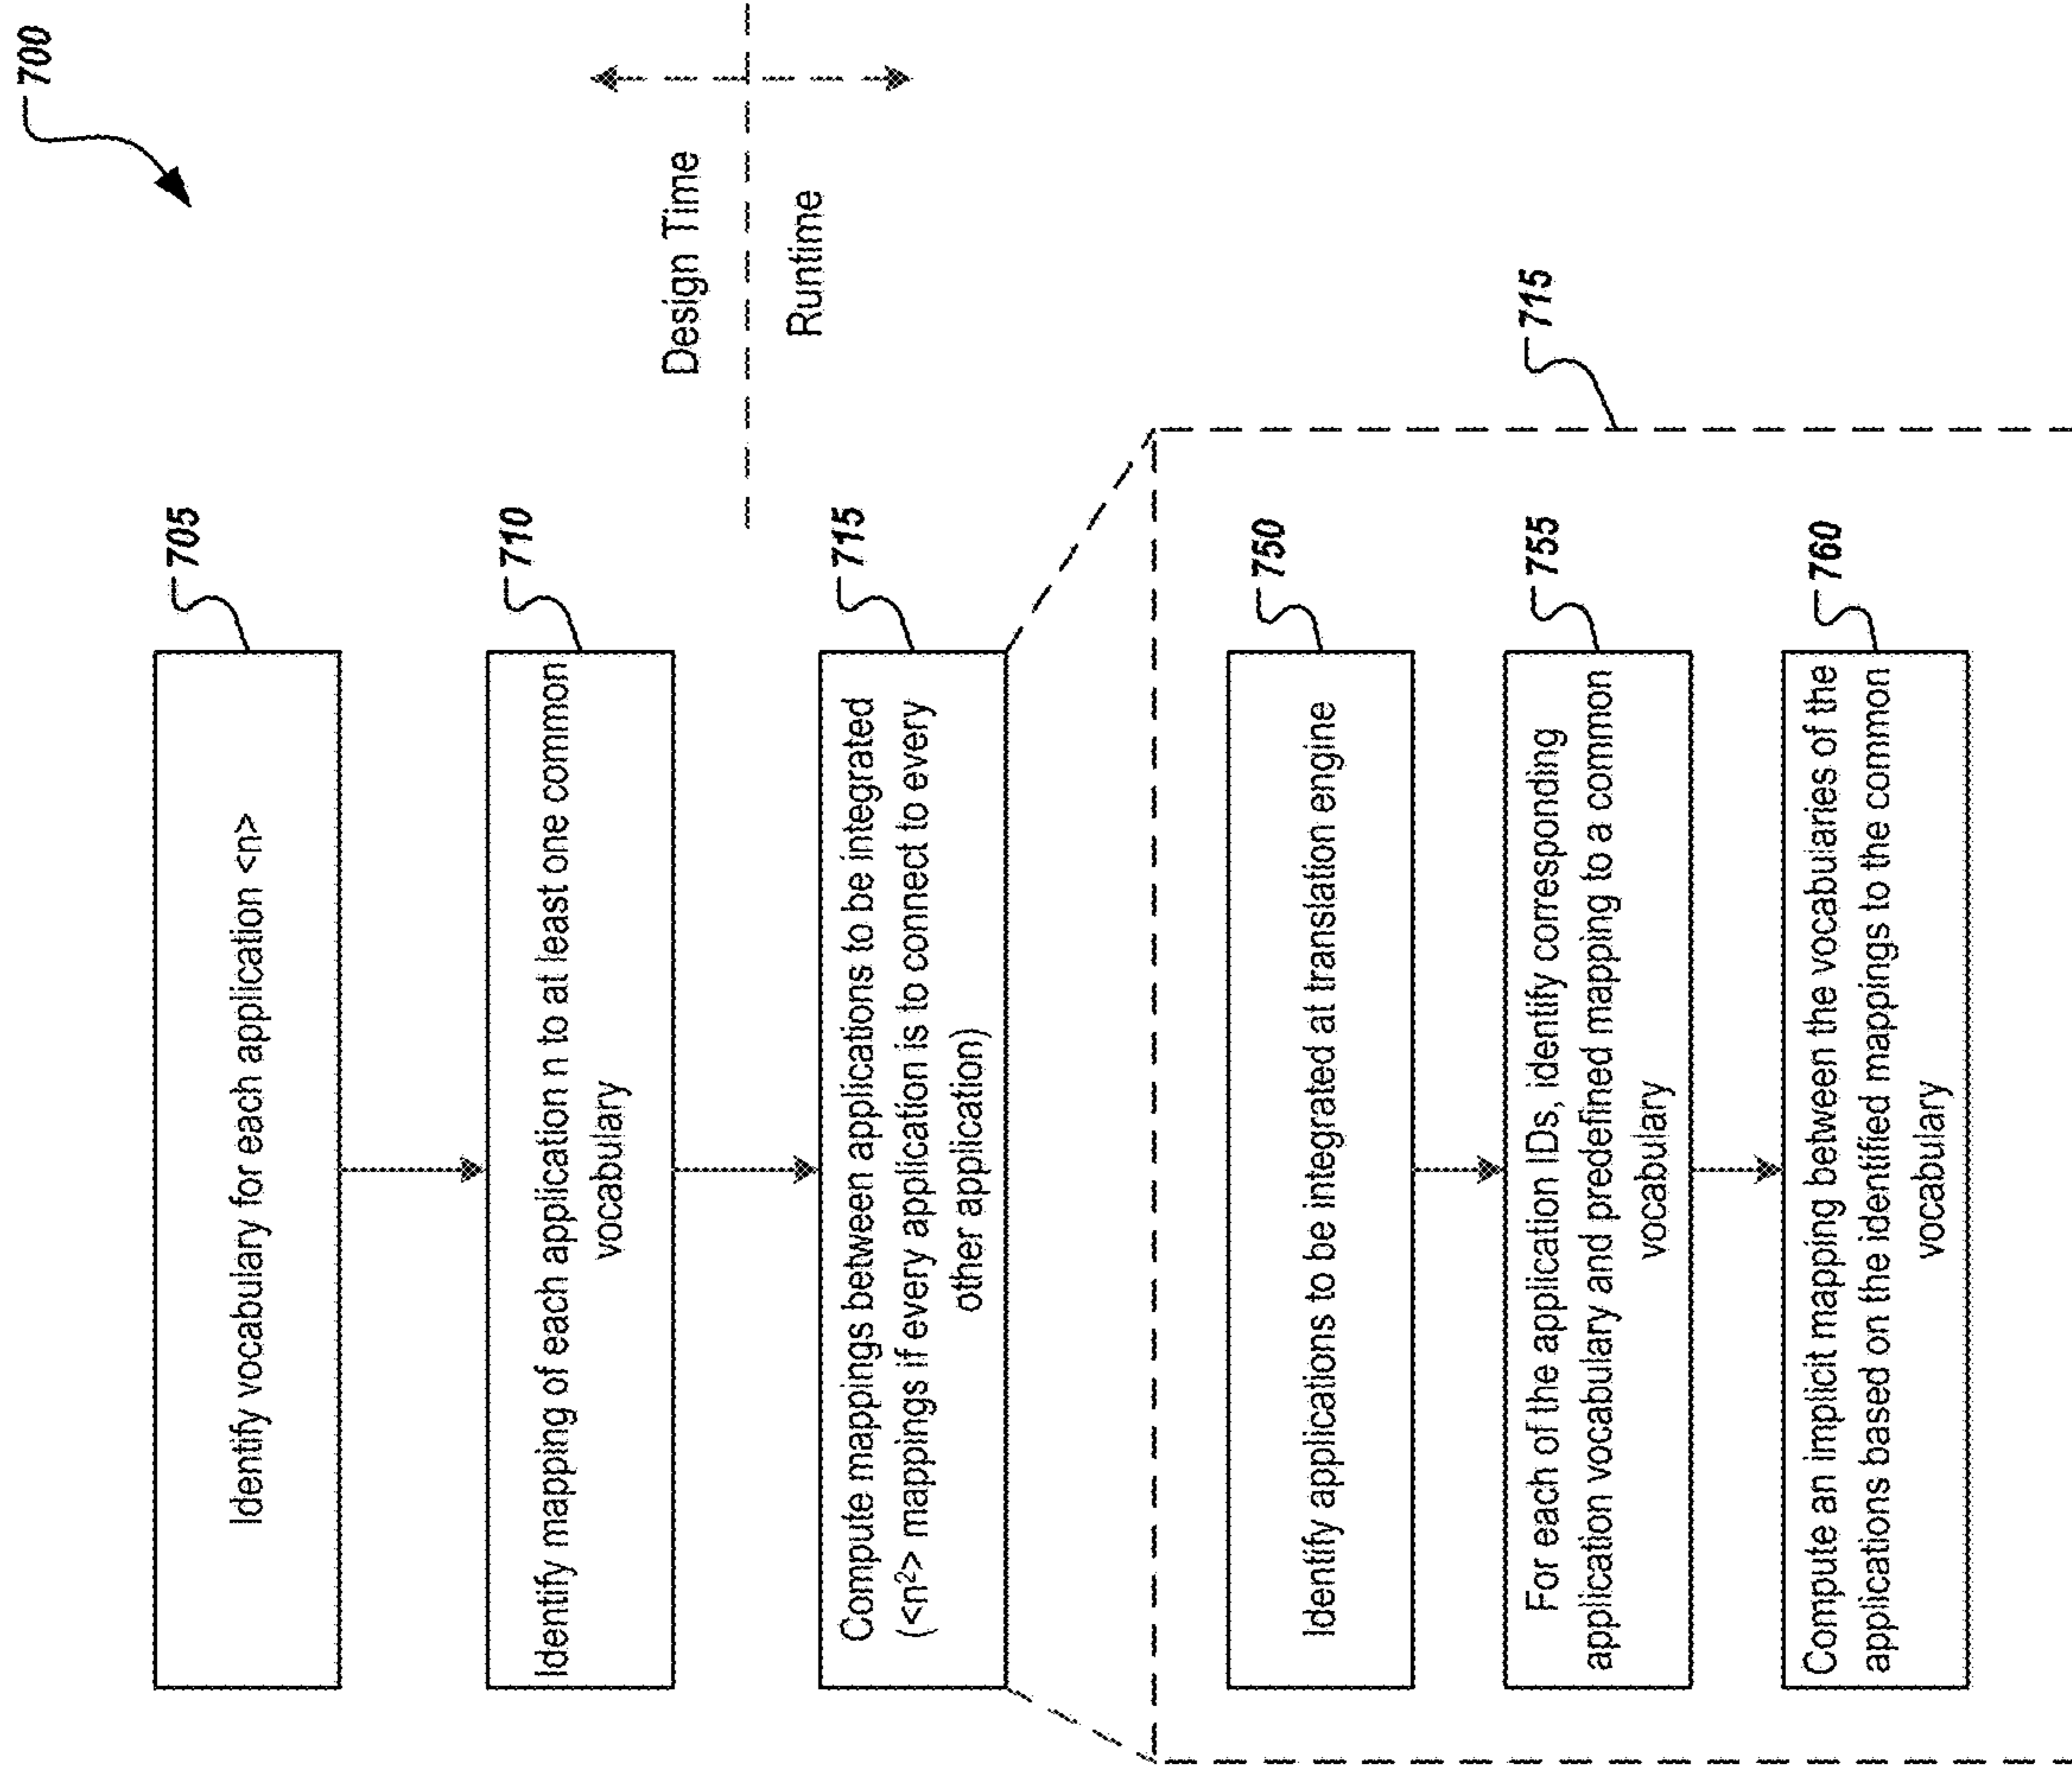 700
705
Identify vocabulary for each application <n>
710
Identify mapping of each application n to at least one common
vocabulary
Design Time
Runtime
715
Compute mappings between applications to be integrated
(<n²> mappings if every application is to connect to every
other application)
715
750
Identify applications to be integrated at translation engine
755
For each of the application IDs, identify corresponding
application vocabulary and predefined mapping to a common
vocabulary
760
Compute an implicit mapping between the vocabularies of the
applications based on the identified mappings to the common
vocabulary